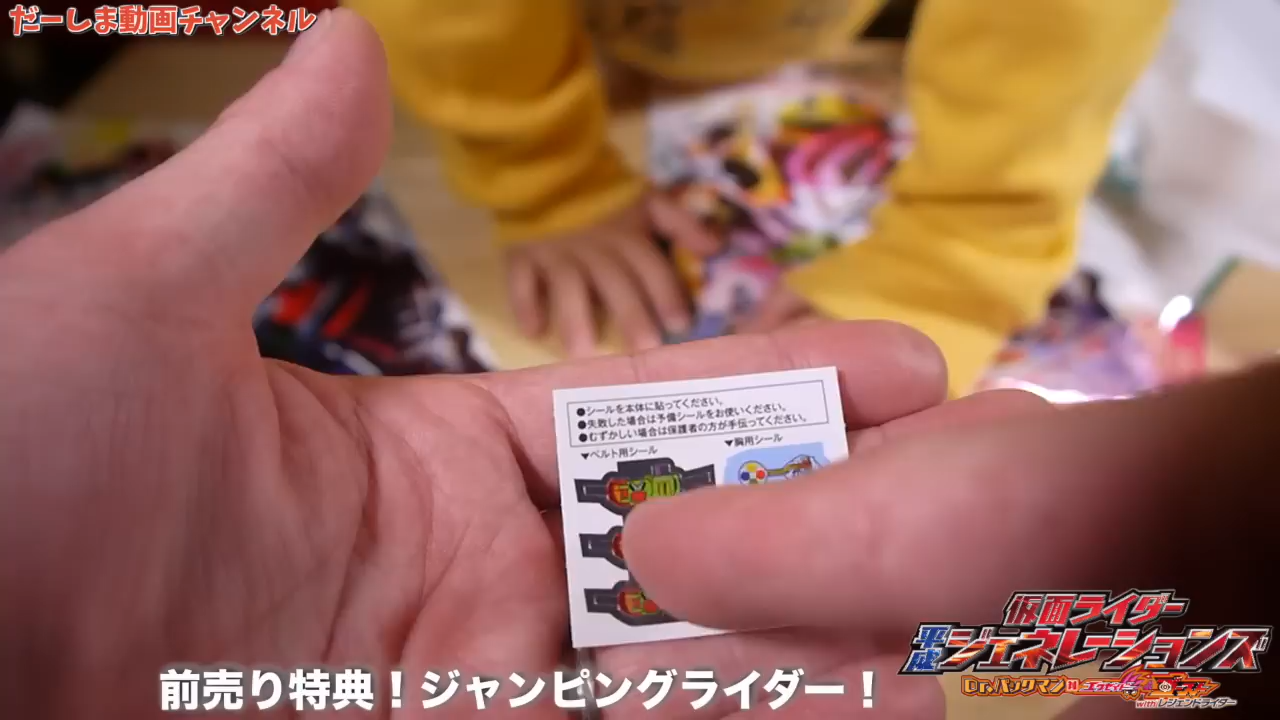 だーしま動画チャンネル
●シールを本体に貼ってください。
●失敗した場合は予備シールをお使いください。
●むずかしい場合は保護者の方が手伝ってください。
▼ベルト用シール
▼胸用シール
仮面ライダー
平成ジェネレーションズ
Dr.パックマン対エグゼイド&ゴースト
withレジェンドライダー
前売り特典！ジャンピングライダー！